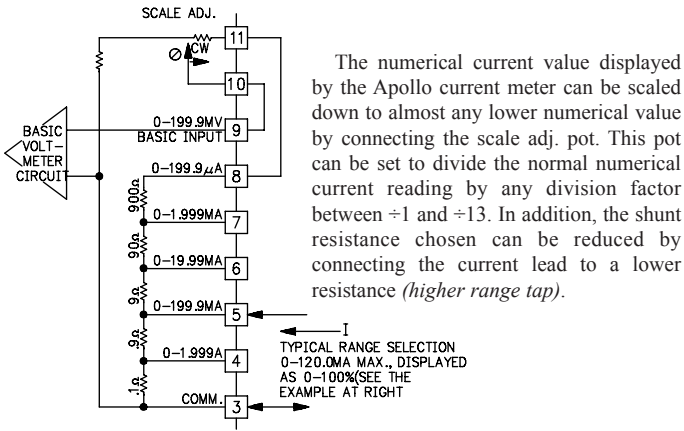 SCALE ADJ.
11
CW
10
0-199.9MV
BASIC INPUT
9
BASIC
VOLT-
METER
CIRCUIT
0-199.9µA
8
900Ω
0-1.999MA
7
90Ω
0-19.99MA
6
9Ω
0-199.9MA
5
I
.9Ω
0-1.999A
4
TYPICAL RANGE SELECTION
0-120.0MA MAX., DISPLAYED
AS 0-100%(SEE THE
EXAMPLE AT RIGHT
.1Ω
COMM.
3
The numerical current value displayed
by the Apollo current meter can be scaled
down to almost any lower numerical value
by connecting the scale adj. pot. This pot
can be set to divide the normal numerical
current reading by any division factor
between ÷1 and ÷13. In addition, the shunt
resistance chosen can be reduced by
connecting the current lead to a lower
resistance (higher range tap).